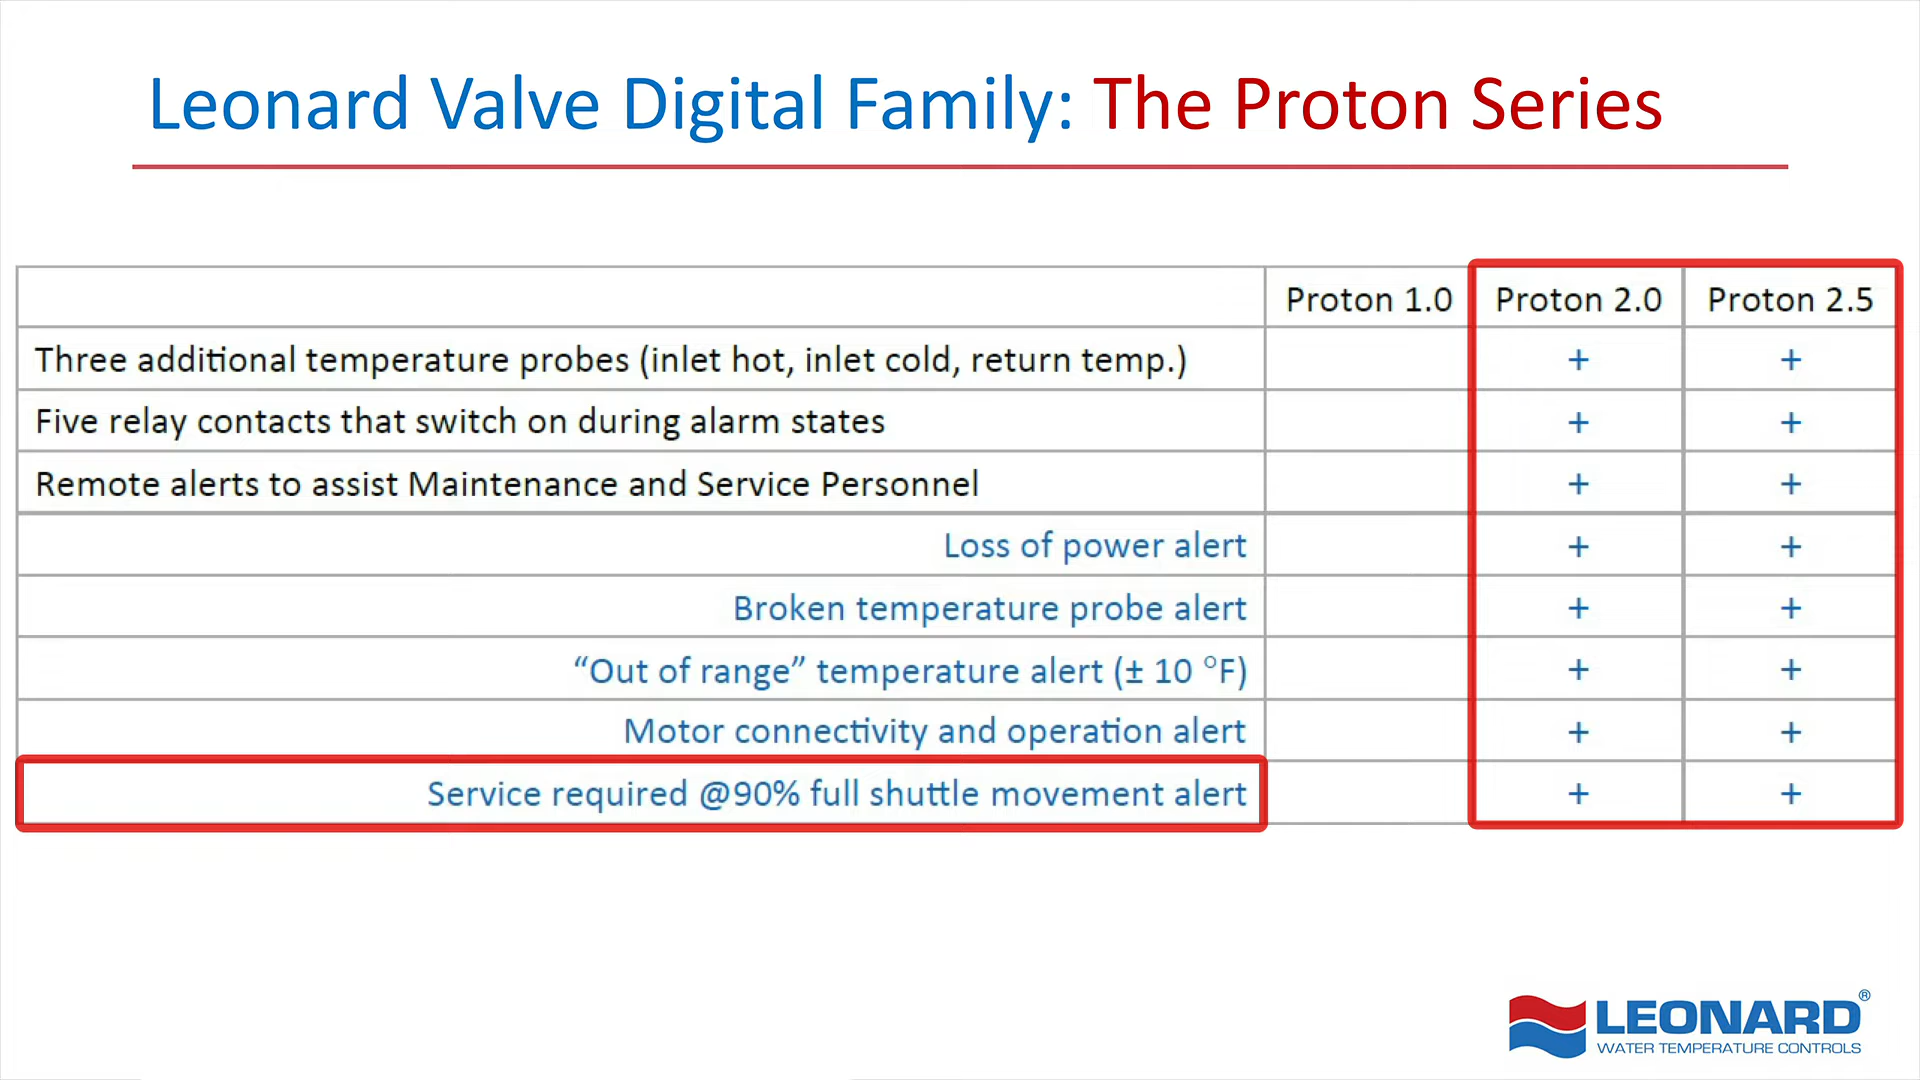 Leonard Valve Digital Family: The Proton Series
Proton 1.0 Proton 2.0 Proton 2.5
Three additional temperature probes (inlet hot, inlet cold, return temp.) + +
Five relay contacts that switch on during alarm states + +
Remote alerts to assist Maintenance and Service Personnel + +
Loss of power alert + +
Broken temperature probe alert + +
“Out of range” temperature alert (± 10 °F) + +
Motor connectivity and operation alert + +
Service required @90% full shuttle movement alert + +
LEONARD®
WATER TEMPERATURE CONTROLS